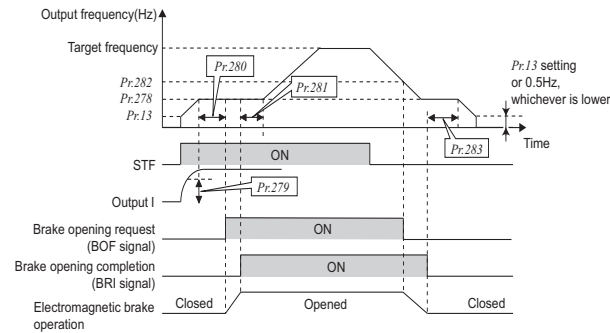 Output frequency(Hz)
Target frequency
Pr.280
Pr.282
Pr.281
Pr.278
Pr.13
Pr.13 setting
or 0.5Hz,
whichever is lower
Time
Pr.283
STF
ON
Pr.279
Output I
Brake opening request
(BOF signal)
ON
Brake opening completion
(BRI signal)
ON
Electromagnetic brake
operation
Closed
Opened
Closed